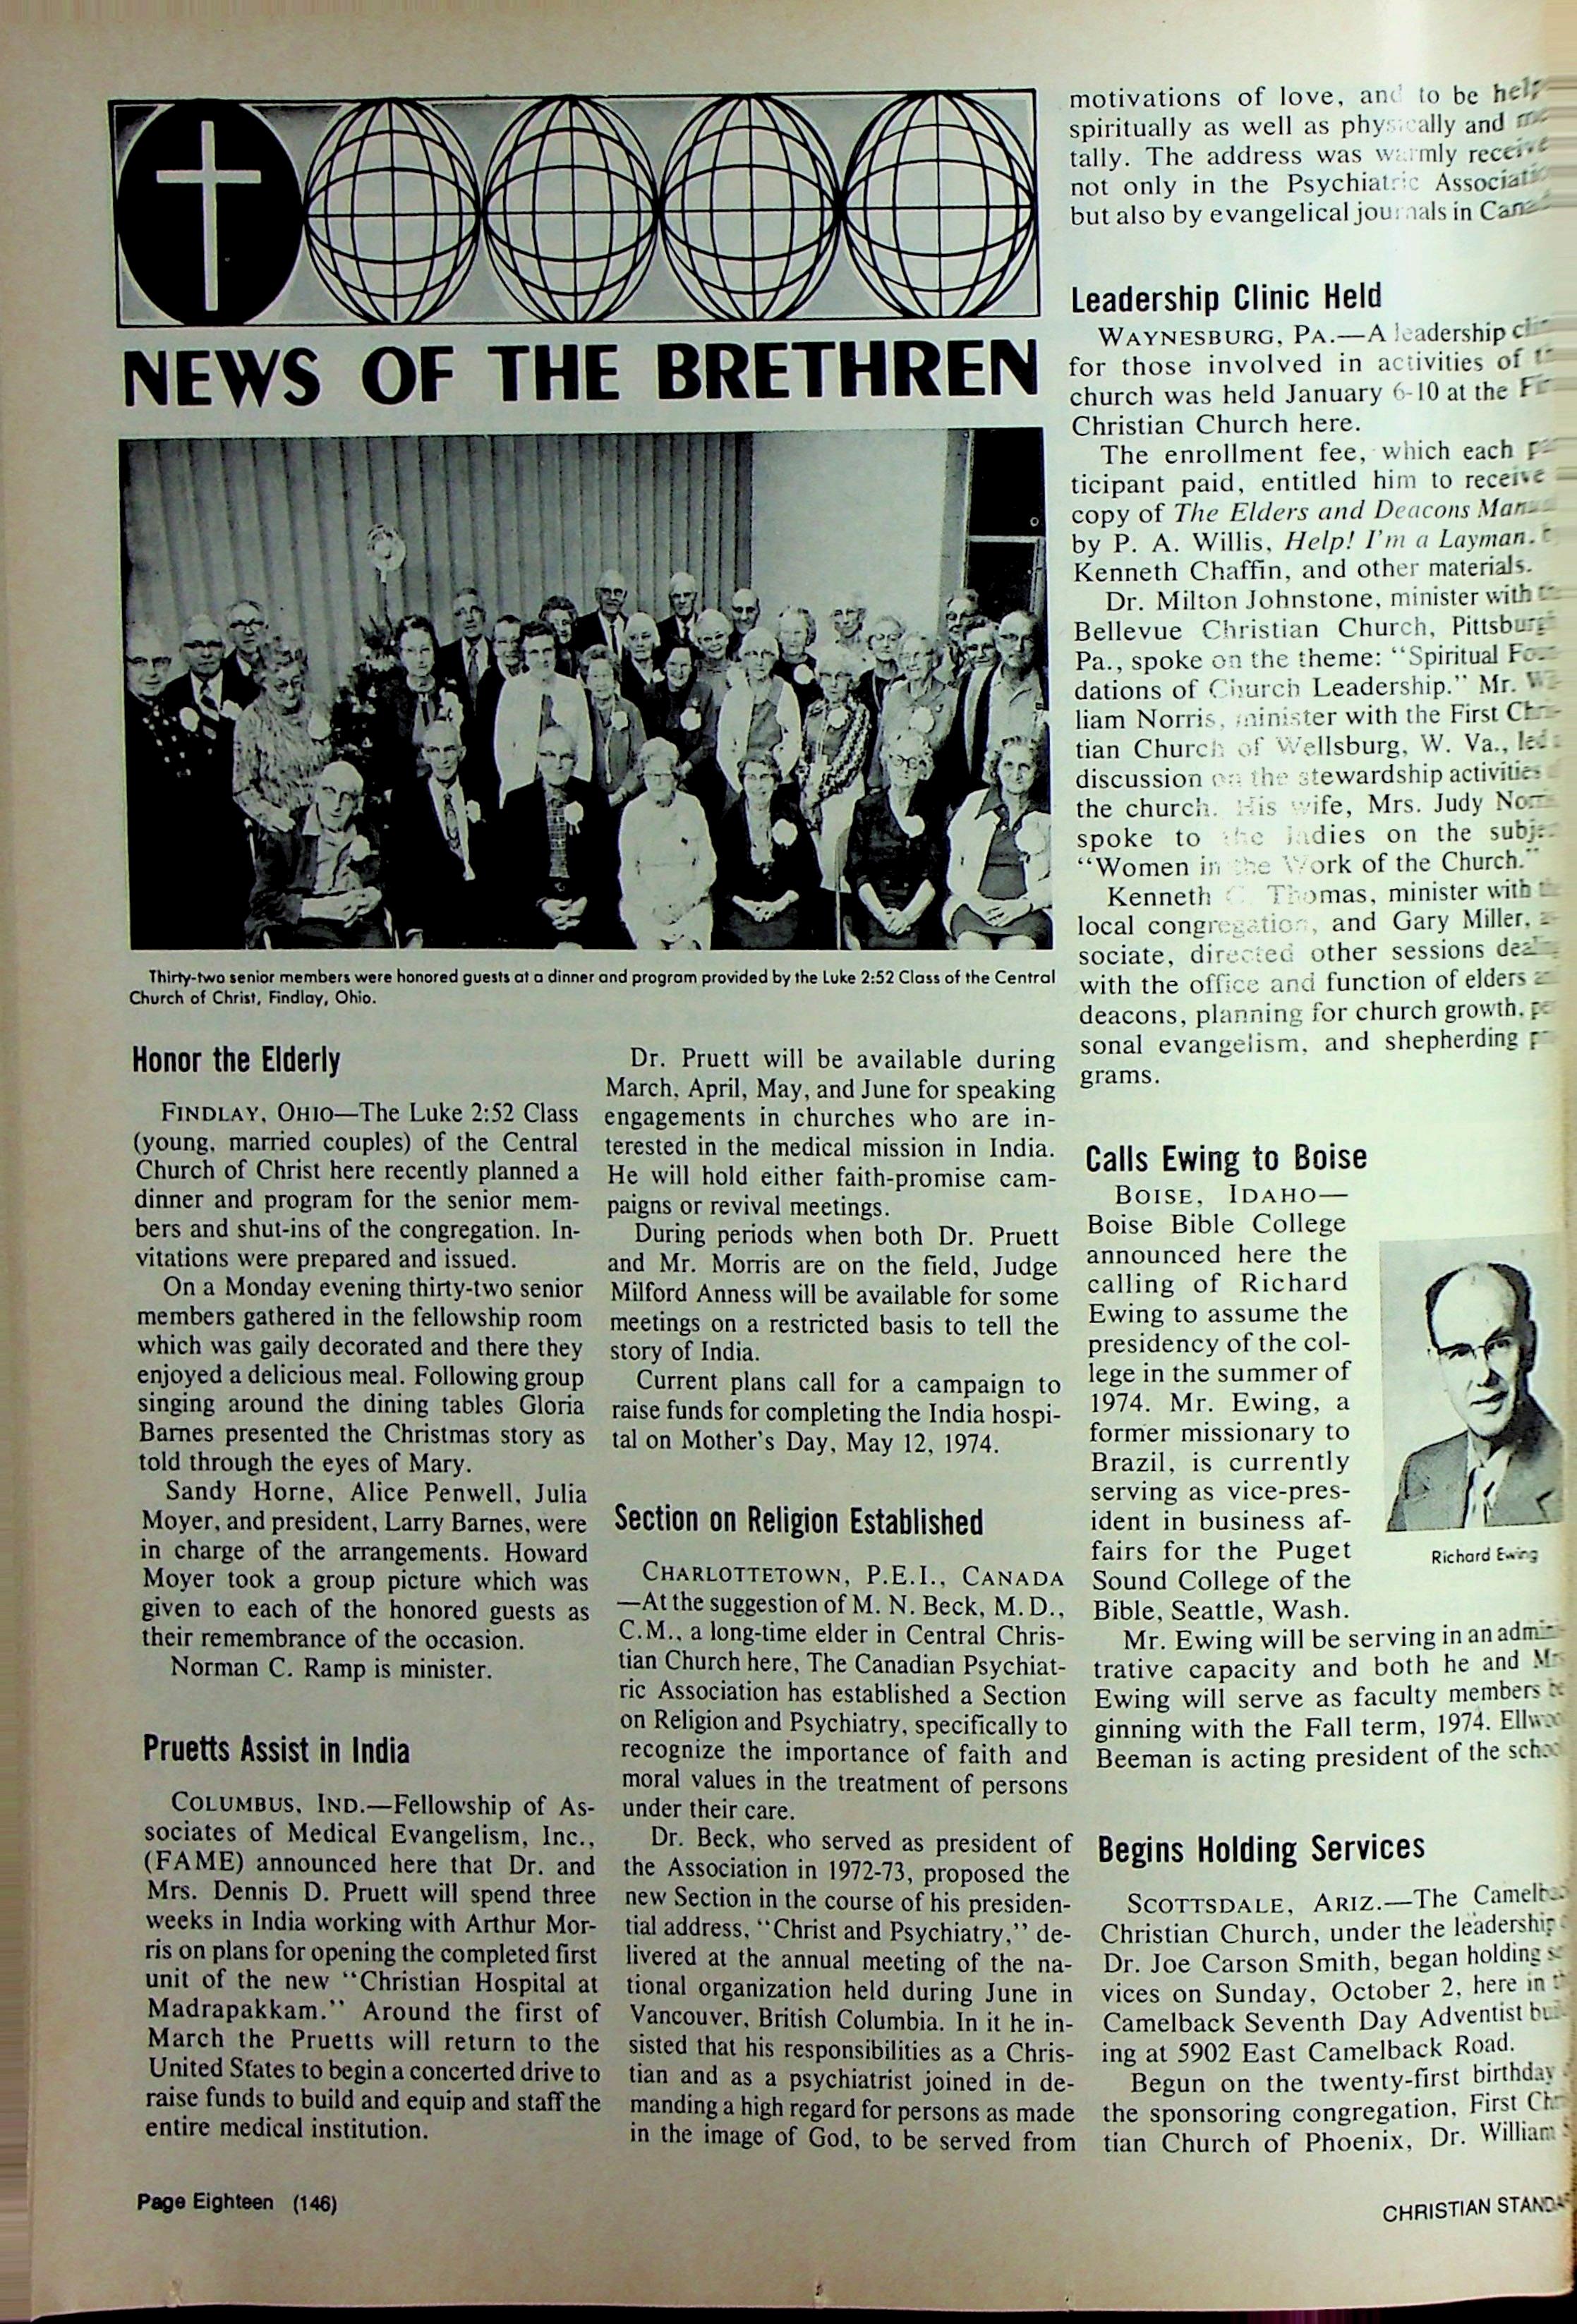 NEWS OF THE BRETHREN
Thirty-two senior members were honored guests at a dinner and program provided by the Luke 2:52 Class of the Central
Church of Christ, Findlay, Ohio.
Honor the Elderly
FINDLAY, OHIO—The Luke 2:52 Class
(young, married couples) of the Central
Church of Christ here recently planned a
dinner and program for the senior mem-
bers and shut-ins of the congregation. In-
vitations were prepared and issued.
On a Monday evening thirty-two senior
members gathered in the fellowship room
which was gaily decorated and there they
enjoyed a delicious meal. Following group
singing around the dining tables Gloria
Barnes presented the Christmas story as
told through the eyes of Mary.
Sandy Horne, Alice Penwell, Julia
Moyer, and president, Larry Barnes, were
in charge of the arrangements. Howard
Moyer took a group picture which was
given to each of the honored guests as
their remembrance of the occasion.
Norman C. Ramp is minister.
Pruetts Assist in India
COLUMBUS, IND.—Fellowship of As-
sociates of Medical Evangelism, Inc.,
(FAME) announced here that Dr. and
Mrs. Dennis D. Pruett will spend three
weeks in India working with Arthur Mor-
ris on plans for opening the completed first
unit of the new "Christian Hospital at
Madrapakkam." Around the first of
March the Pruetts will return to the
United States to begin a concerted drive to
raise funds to build and equip and staff the
entire medical institution.
Dr. Pruett will be available during
March, April, May, and June for speaking
engagements in churches who are in-
terested in the medical mission in India.
He will hold either faith-promise cam-
paigns or revival meetings.
During periods when both Dr. Pruett
and Mr. Morris are on the field, Judge
Milford Anness will be available for some
meetings on a restricted basis to tell the
story of India.
Current plans call for a campaign to
raise funds for completing the India hospi-
tal on Mother's Day, May 12, 1974.
Section on Religion Established
CHARLOTTETOWN, P.E.I., CANADA
—At the suggestion of M. N. Beck, M.D.,
C.M., a long-time elder in Central Chris-
tian Church here, The Canadian Psychiat-
ric Association has established a Section
on Religion and Psychiatry, specifically to
recognize the importance of faith and
moral values in the treatment of persons
under their care.
Dr. Beck, who served as president of
the Association in 1972-73, proposed the
new Section in the course of his presiden-
tial address, "Christ and Psychiatry," de-
livered at the annual meeting of the na-
tional organization held during June in
Vancouver, British Columbia. In it he in-
sisted that his responsibilities as a Chris-
tian and as a psychiatrist joined in de-
manding a high regard for persons as made
in the image of God, to be served from
motivations of love, and to be
spiritually as well as physically and
tally. The address was warmly
not only in the Psychiatric
but also by evangelical journals in
Leadership Clinic Held
WAYNESBURG, PA.—A leadership
for those involved in activities of
church was held January 6-10 at the
Christian Church here.
The enrollment fee, which each
ticipant paid, entitled him to receive
copy of The Elders and Deacons
by P. A. Willis, Help! I'm a Layman,
Kenneth Chaffin, and other materials.
Dr. Milton Johnstone, minister with
Bellevue Christian Church,
Pa., spoke on the theme: "Spiritual
dations of Church Leadership." Mr.
liam Norris, minister with the First
tian Church of Wellsburg, W. Va., led
discussion on the stewardship activities
the church. His wife, Mrs. Judy
spoke to the ladies on the
"Women in the Work of the Church."
Kenneth Thomas, minister with
local congregation, and Gary Miller,
sociate, directed other sessions
with the office and function of elders
deacons, planning for church growth,
sonal evangelism, and shepherding
grams.
Calls Ewing to Boise
BOISE, IDAHO—
Boise Bible College
announced here the
calling of Richard
Ewing to assume the
presidency of the col-
lege in the summer of
1974. Mr. Ewing, a
former missionary to
Brazil, is currently
serving as vice-pres-
ident in business af-
fairs for the Puget
Sound College of the
Bible, Seattle, Wash.
Richard Ewing
Mr. Ewing will be serving in an
trative capacity and both he and
Ewing will serve as faculty members
ginning with the Fall term, 1974.
Beeman is acting president of the
Begins Holding Services
SCOTTSDALE, ARIZ.—The
Christian Church, under the leadership
Dr. Joe Carson Smith, began holding
vices on Sunday, October 2, here in
Camelback Seventh Day Adventist
ing at 5902 East Camelback Road.
Begun on the twenty-first birthday
the sponsoring congregation, First
tian Church of Phoenix, Dr. William
Page Eighteen (146)
CHRISTIAN